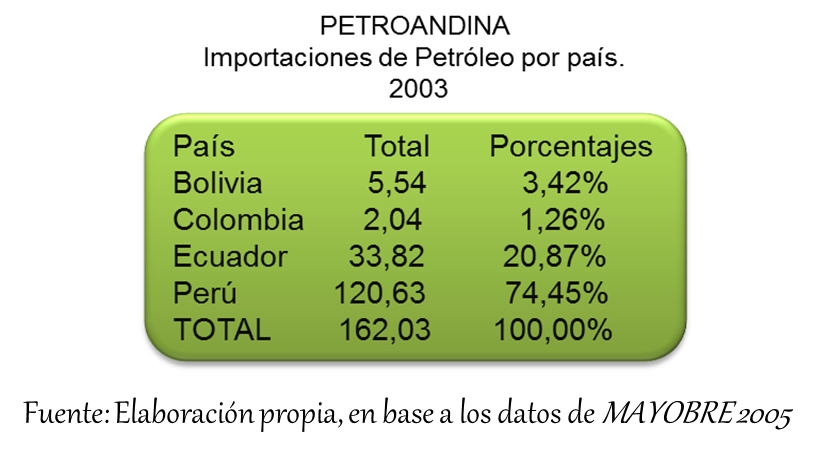 PETROANDINA
Importaciones de Petróleo por país.
2003
País Total Porcentajes
Bolivia 5,54 3,42%
Colombia 2,04 1,26%
Ecuador 33,82 20,87%
Perú 120,63 74,45%
TOTAL 162,03 100,00%
Fuente: Elaboración propia, en base a los datos de MAYOBRE 2005